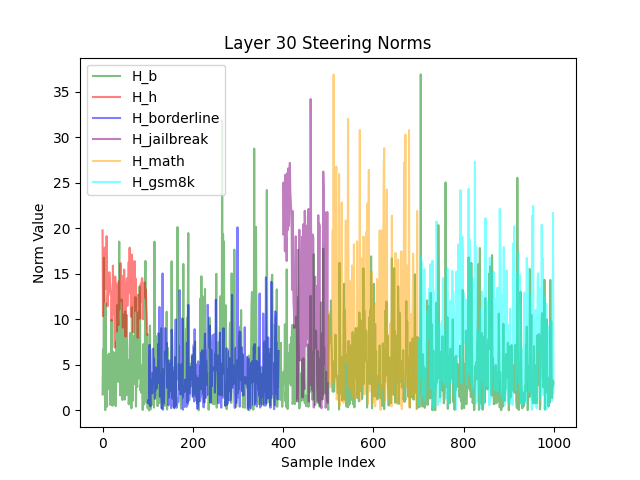 Layer 30 Steering Norms
H_b
H_h
H_borderline
H_jailbreak
H_math
H_gsm8k
Norm Value
35
30
25
20
15
10
5
0
0
200
400
600
800
1000
Sample Index